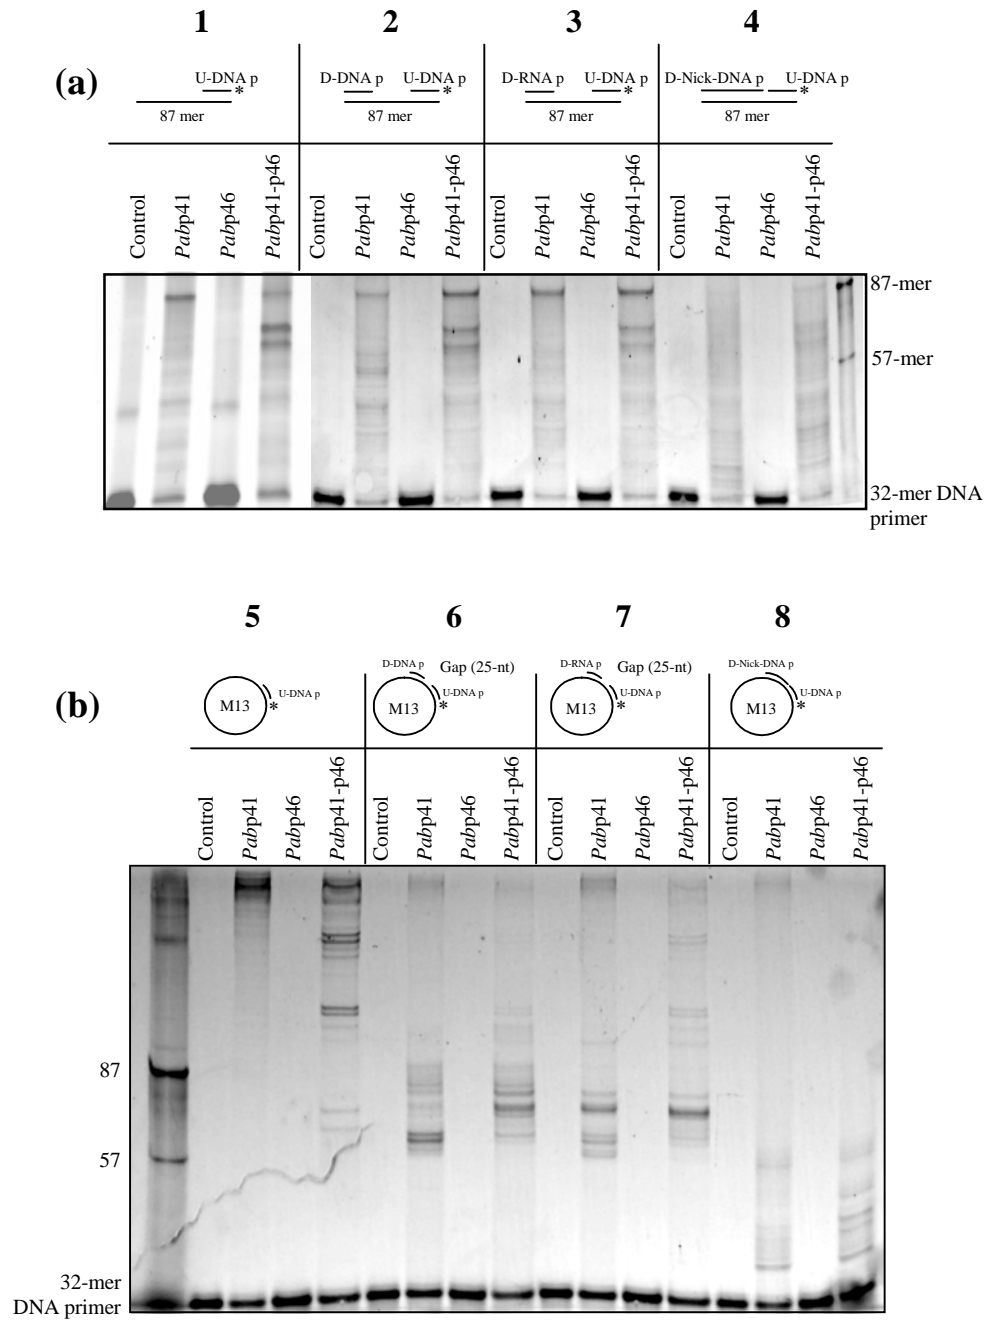 1 2 3 4
(a)
U-DNA p
*
87 mer
D-DNA p U-DNA p
*
87 mer
D-RNA p U-DNA p
*
87 mer
D-Nick-DNA p U-DNA p
*
87 mer
Control
Pabp41
Pabp46
Pabp41-p46
Control
Pabp41
Pabp46
Pabp41-p46
Control
Pabp41
Pabp46
Pabp41-p46
Control
Pabp41
Pabp46
Pabp41-p46
87-mer
57-mer
32-mer DNA
primer
5 6 7 8
(b)
M13
U-DNA p
*
D-DNA p Gap (25-nt)
M13
U-DNA p
*
D-RNA p Gap (25-nt)
M13
U-DNA p
*
D-Nick-DNA p
M13
U-DNA p
*
Control
Pabp41
Pabp46
Pabp41-p46
Control
Pabp41
Pabp46
Pabp41-p46
Control
Pabp41
Pabp46
Pabp41-p46
Control
Pabp41
Pabp46
Pabp41-p46
87
57
32-mer
DNA primer